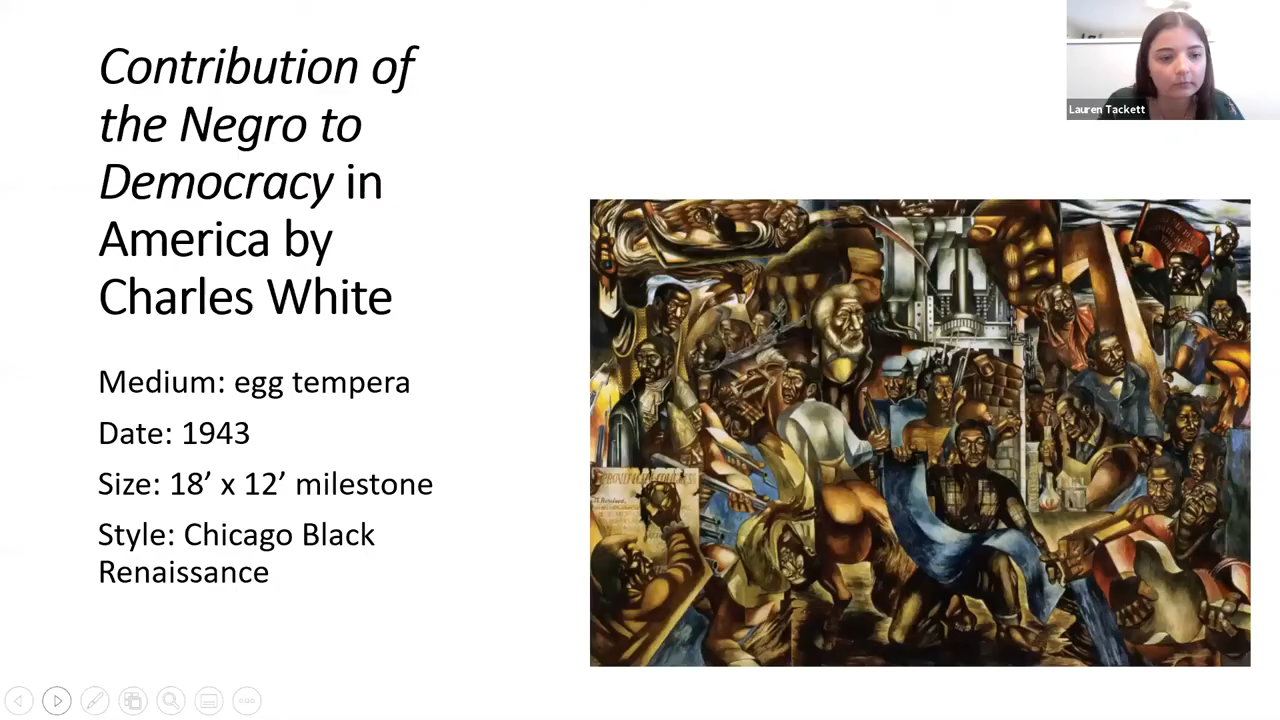 Contribution of
the Negro to
Democracy in
America by
Charles White
Medium: egg tempera
Date: 1943
Size: 18’ x 12’ milestone
Style: Chicago Black
Renaissance
Lauren Tackett